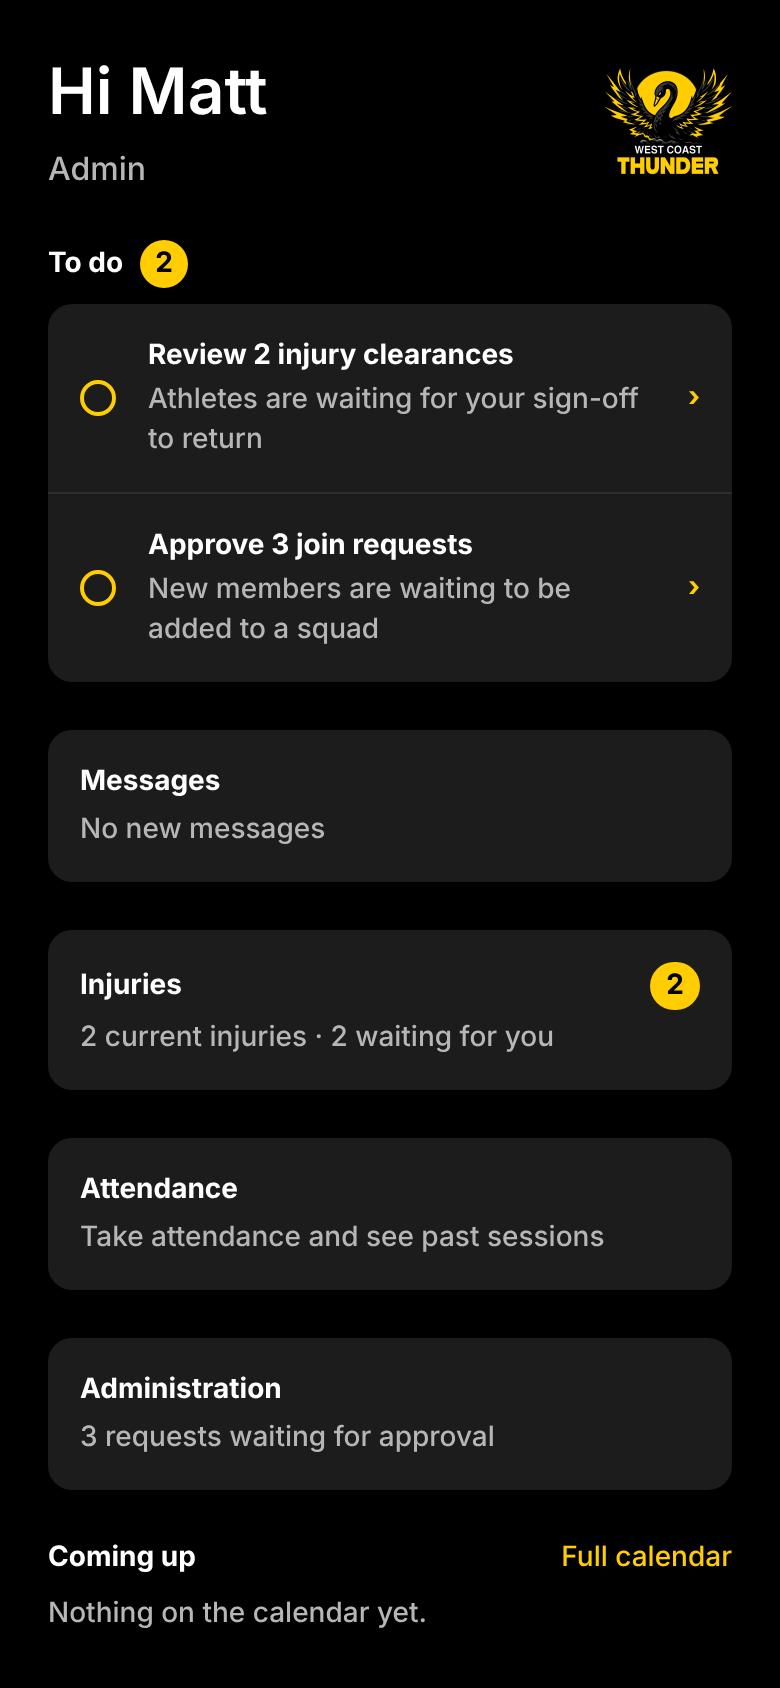 Hi Matt
Admin
WEST COAST
THUNDER
To do 2
Review 2 injury clearances
Athletes are waiting for your sign-off
to return
›
Approve 3 join requests
New members are waiting to be
added to a squad
›
Messages
No new messages
Injuries 2
2 current injuries · 2 waiting for you
Attendance
Take attendance and see past sessions
Administration
3 requests waiting for approval
Coming up Full calendar
Nothing on the calendar yet.